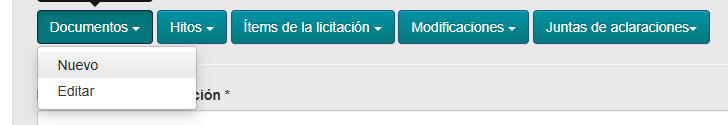 Documentos Hitos Ítems de la licitación Modificaciones Juntas de aclaraciones
Nuevo
Editar
ción *